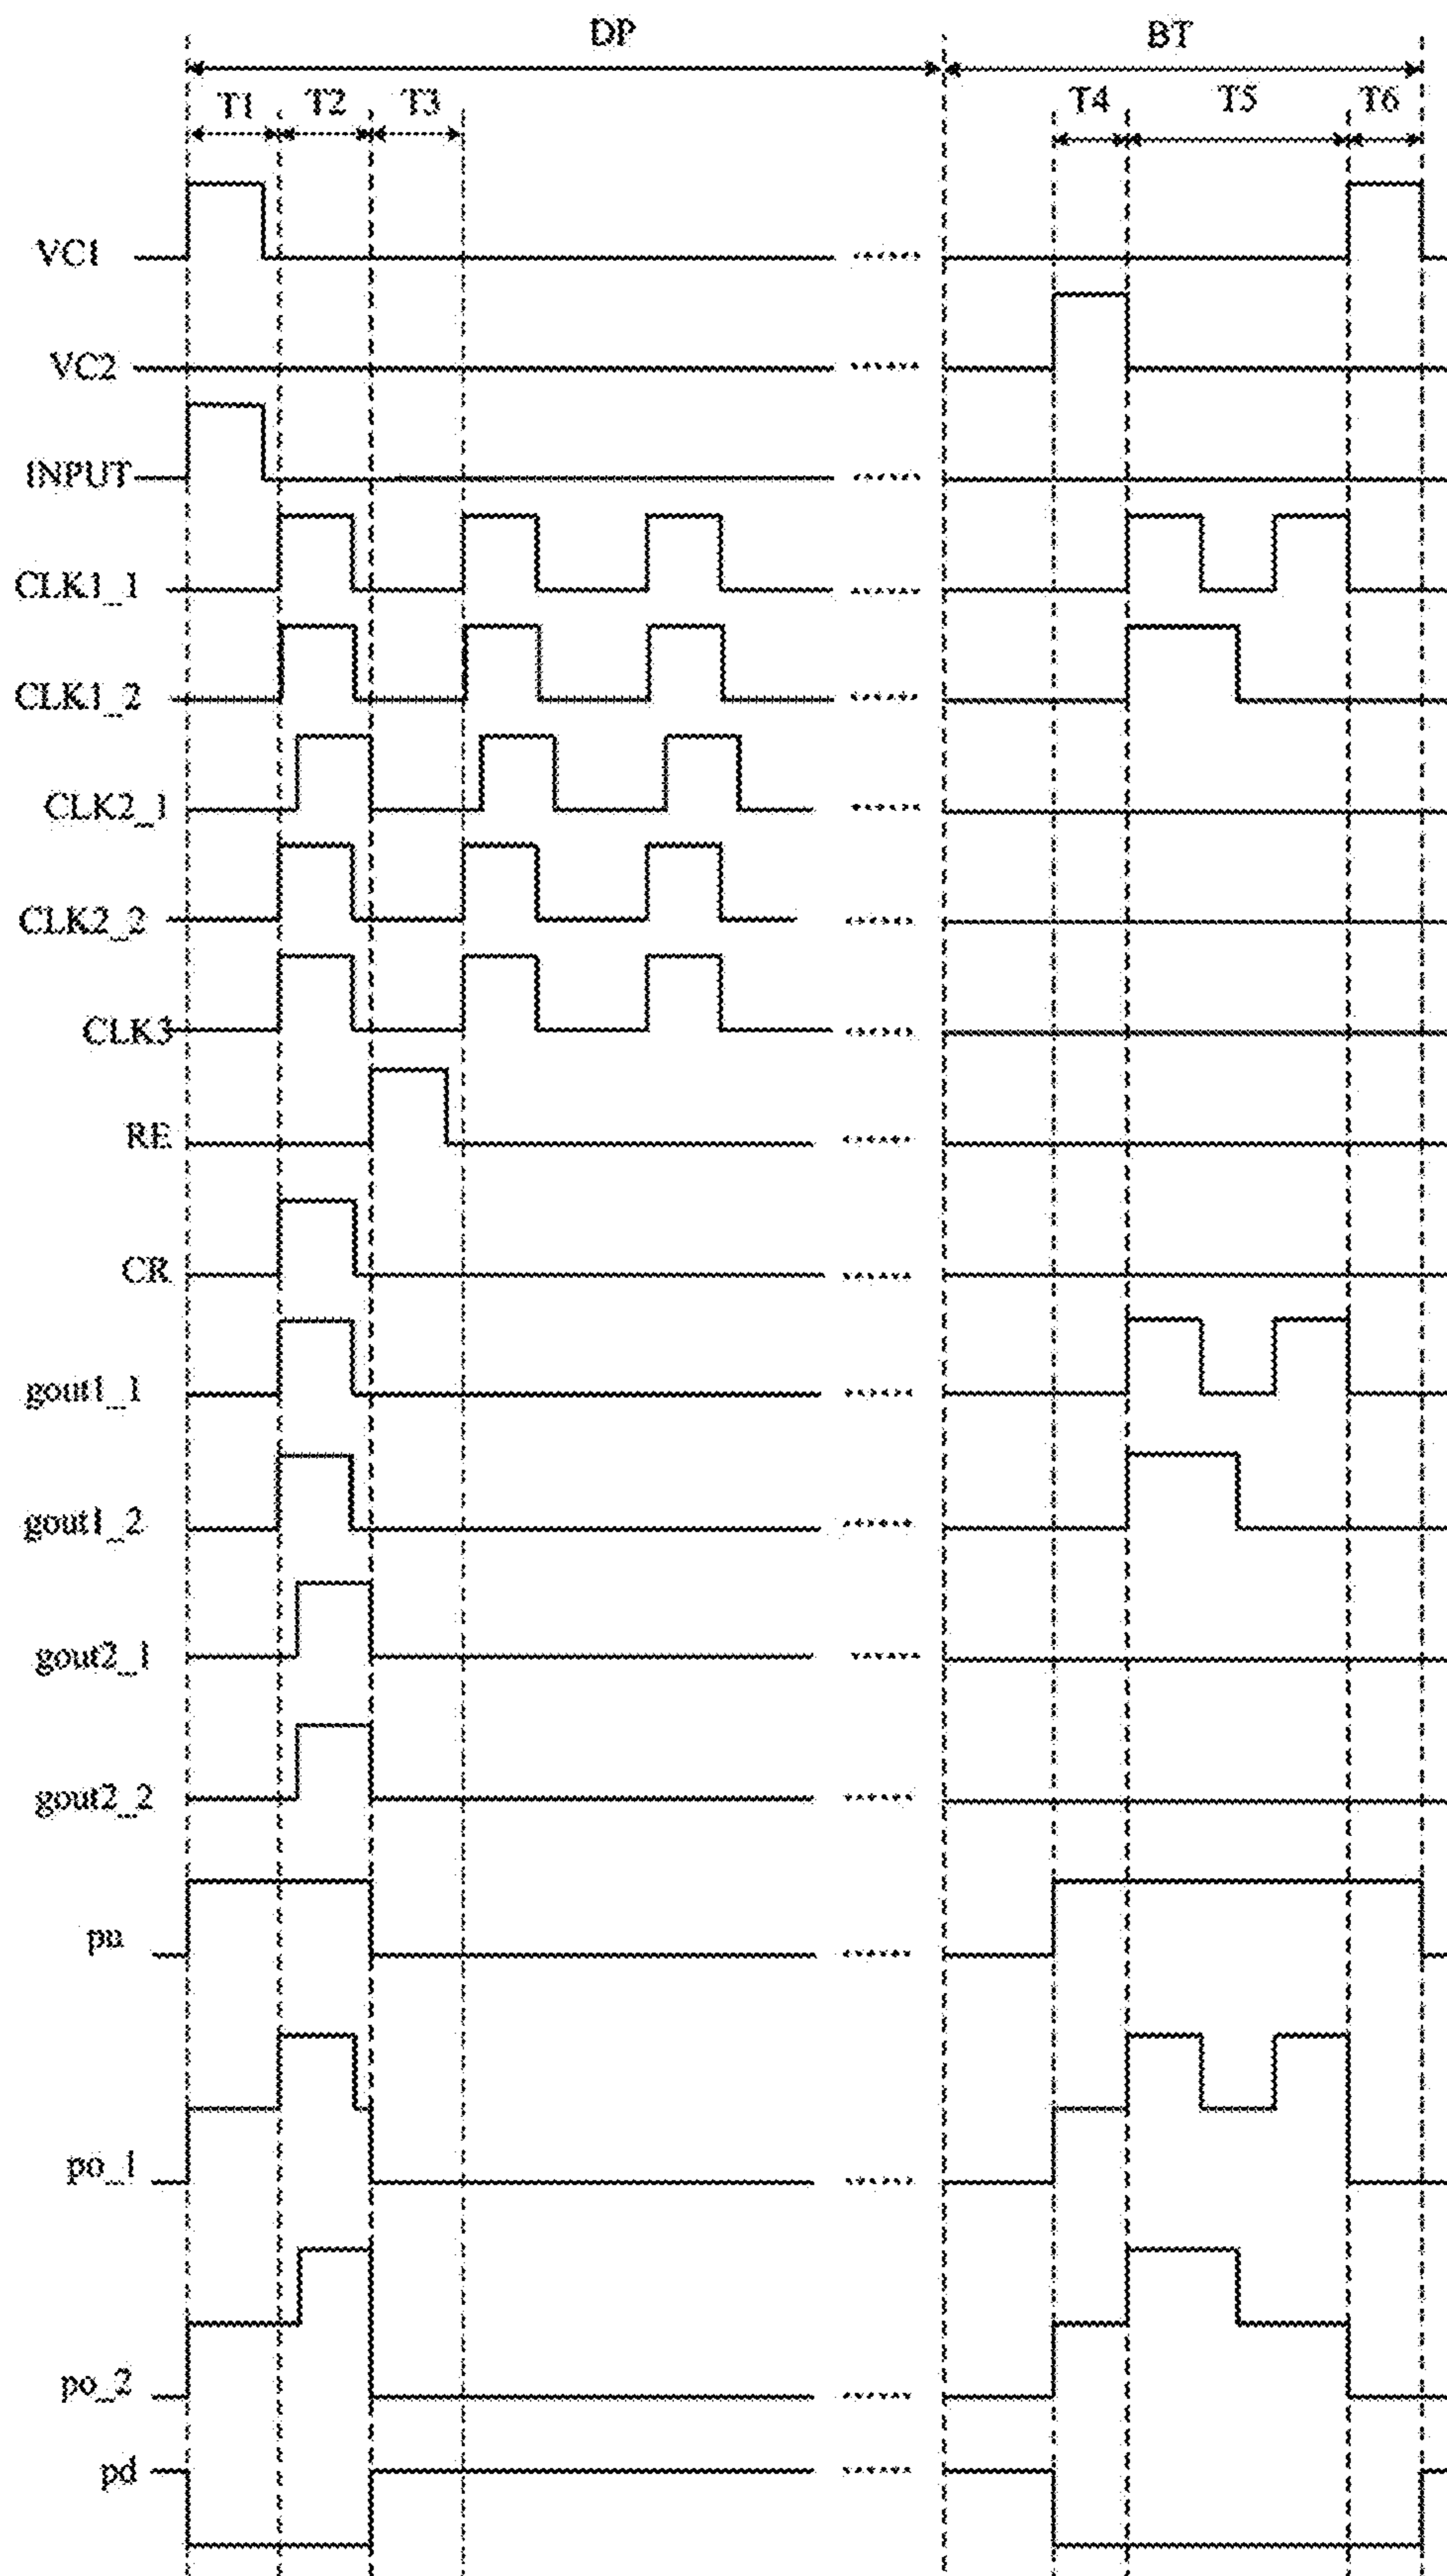 DP BT
T1 T2 T3 T4 T5 T6
VC1
VC2
INPUT
CLK1_1
CLK1_2
CLK2_1
CLK2_2
CLK3
RE
CR
gout1_1
gout1_2
gout2_1
gout2_2
pu
po_1
po_2
pd